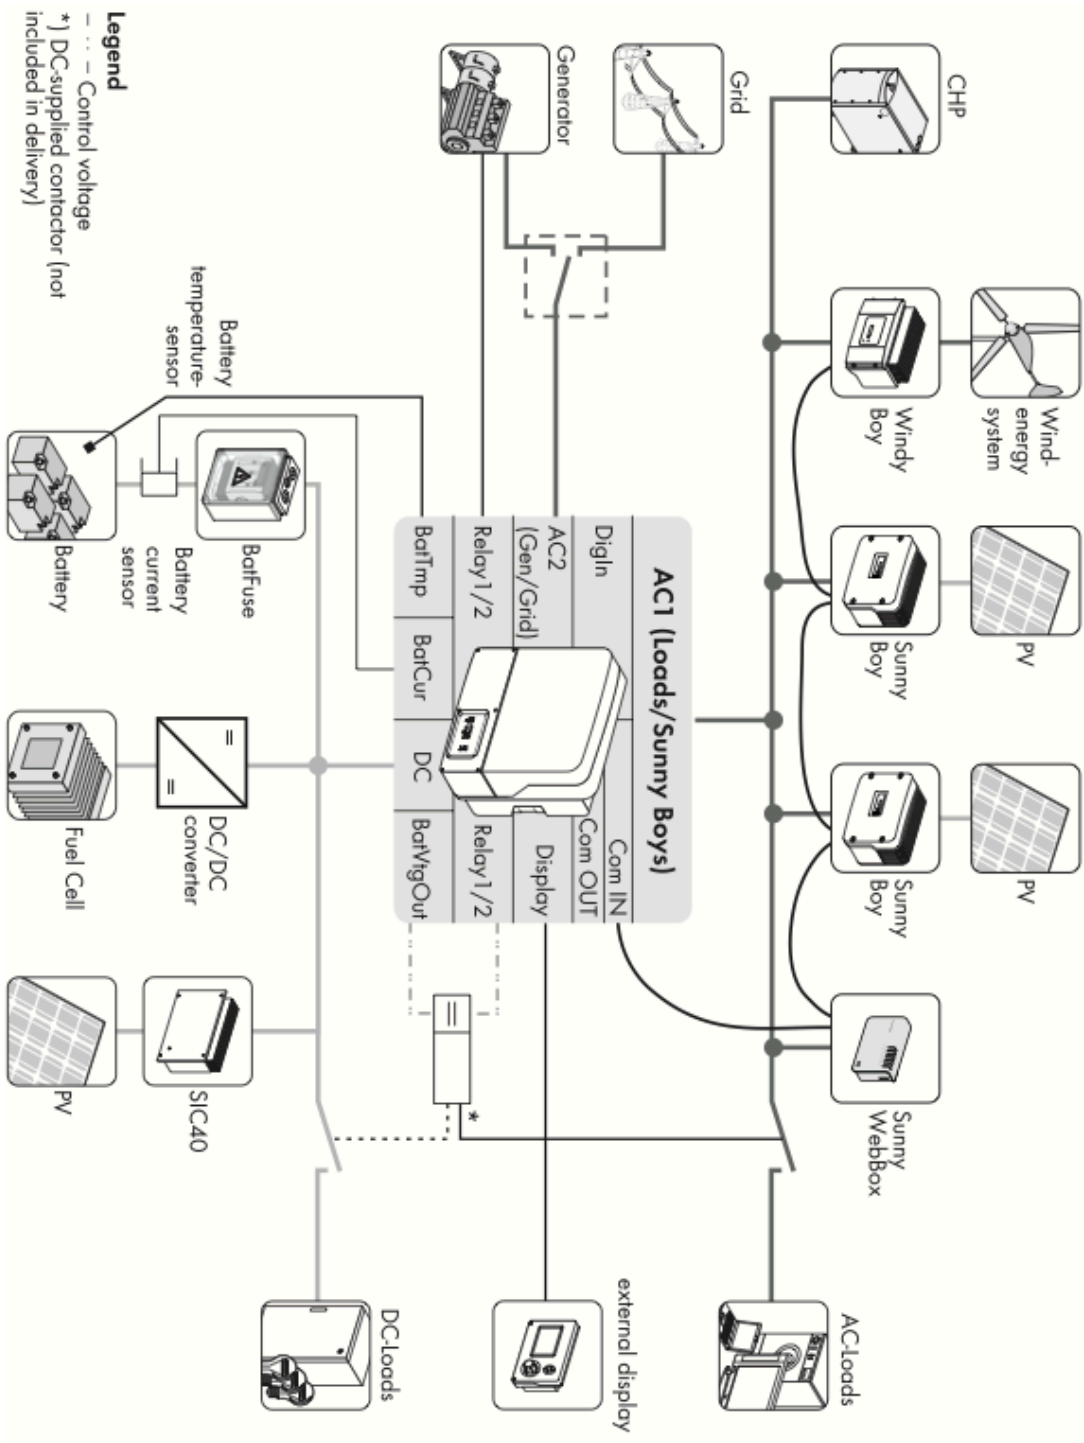 CHP
Wind-
energy
system
Windy
Boy
PV
Sunny
Boy
PV
Sunny
Boy
Sunny
WebBox
Grid
Generator
AC1 (Loads/Sunny Boys)
DigIn
Com IN
Com OUT
AC2
(Gen/Grid)
Display
Relay1/2
Relay1/2
BatTmp
BatCur
DC
BatVtgOut
*
AC-Loads
external display
DC-Loads
Battery
temperature-
sensor
BatFuse
Battery
current
sensor
Battery
DC/DC
converter
Fuel Cell
SIC40
PV
Legend
– · · – Control voltage
*) DC-supplied contactor (not
included in delivery)